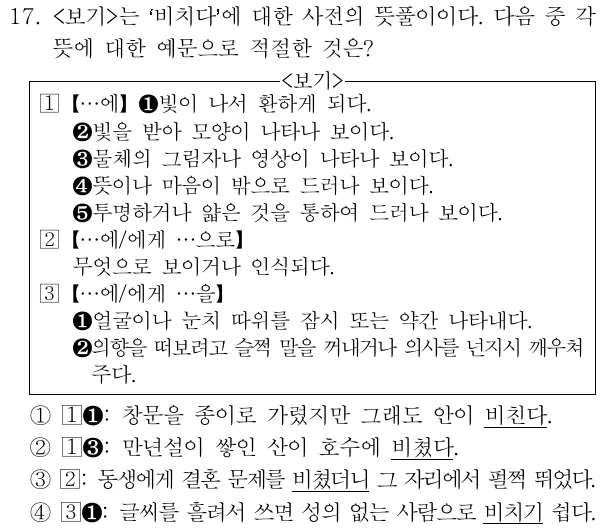 17. <보기>는 ‘비치다’에 대한 사전의 뜻풀이이다. 다음 중 각
뜻에 대한 예문으로 적절한 것은?
<보기>
1【…에】❶빛이 나서 환하게 되다.
❷빛을 받아 모양이 나타나 보이다.
❸물체의 그림자나 영상이 나타나 보이다.
❹뜻이나 마음이 밖으로 드러나 보이다.
❺투명하거나 얇은 것을 통하여 드러나 보이다.
2【…에/에게 …으로】
무엇으로 보이거나 인식되다.
3【…에/에게 …을】
❶얼굴이나 눈치 따위를 잠시 또는 약간 나타내다.
❷의향을 떠보려고 슬쩍 말을 꺼내거나 의사를 넌지시 깨우쳐
주다.
① 1❶: 창문을 종이로 가렸지만 그래도 안이 비친다.
② 1❸: 만년설이 쌓인 산이 호수에 비쳤다.
③ 2: 동생에게 결혼 문제를 비쳤더니 그 자리에서 펄쩍 뛰었다.
④ 3❶: 글씨를 흘려서 쓰면 성의 없는 사람으로 비치기 쉽다.